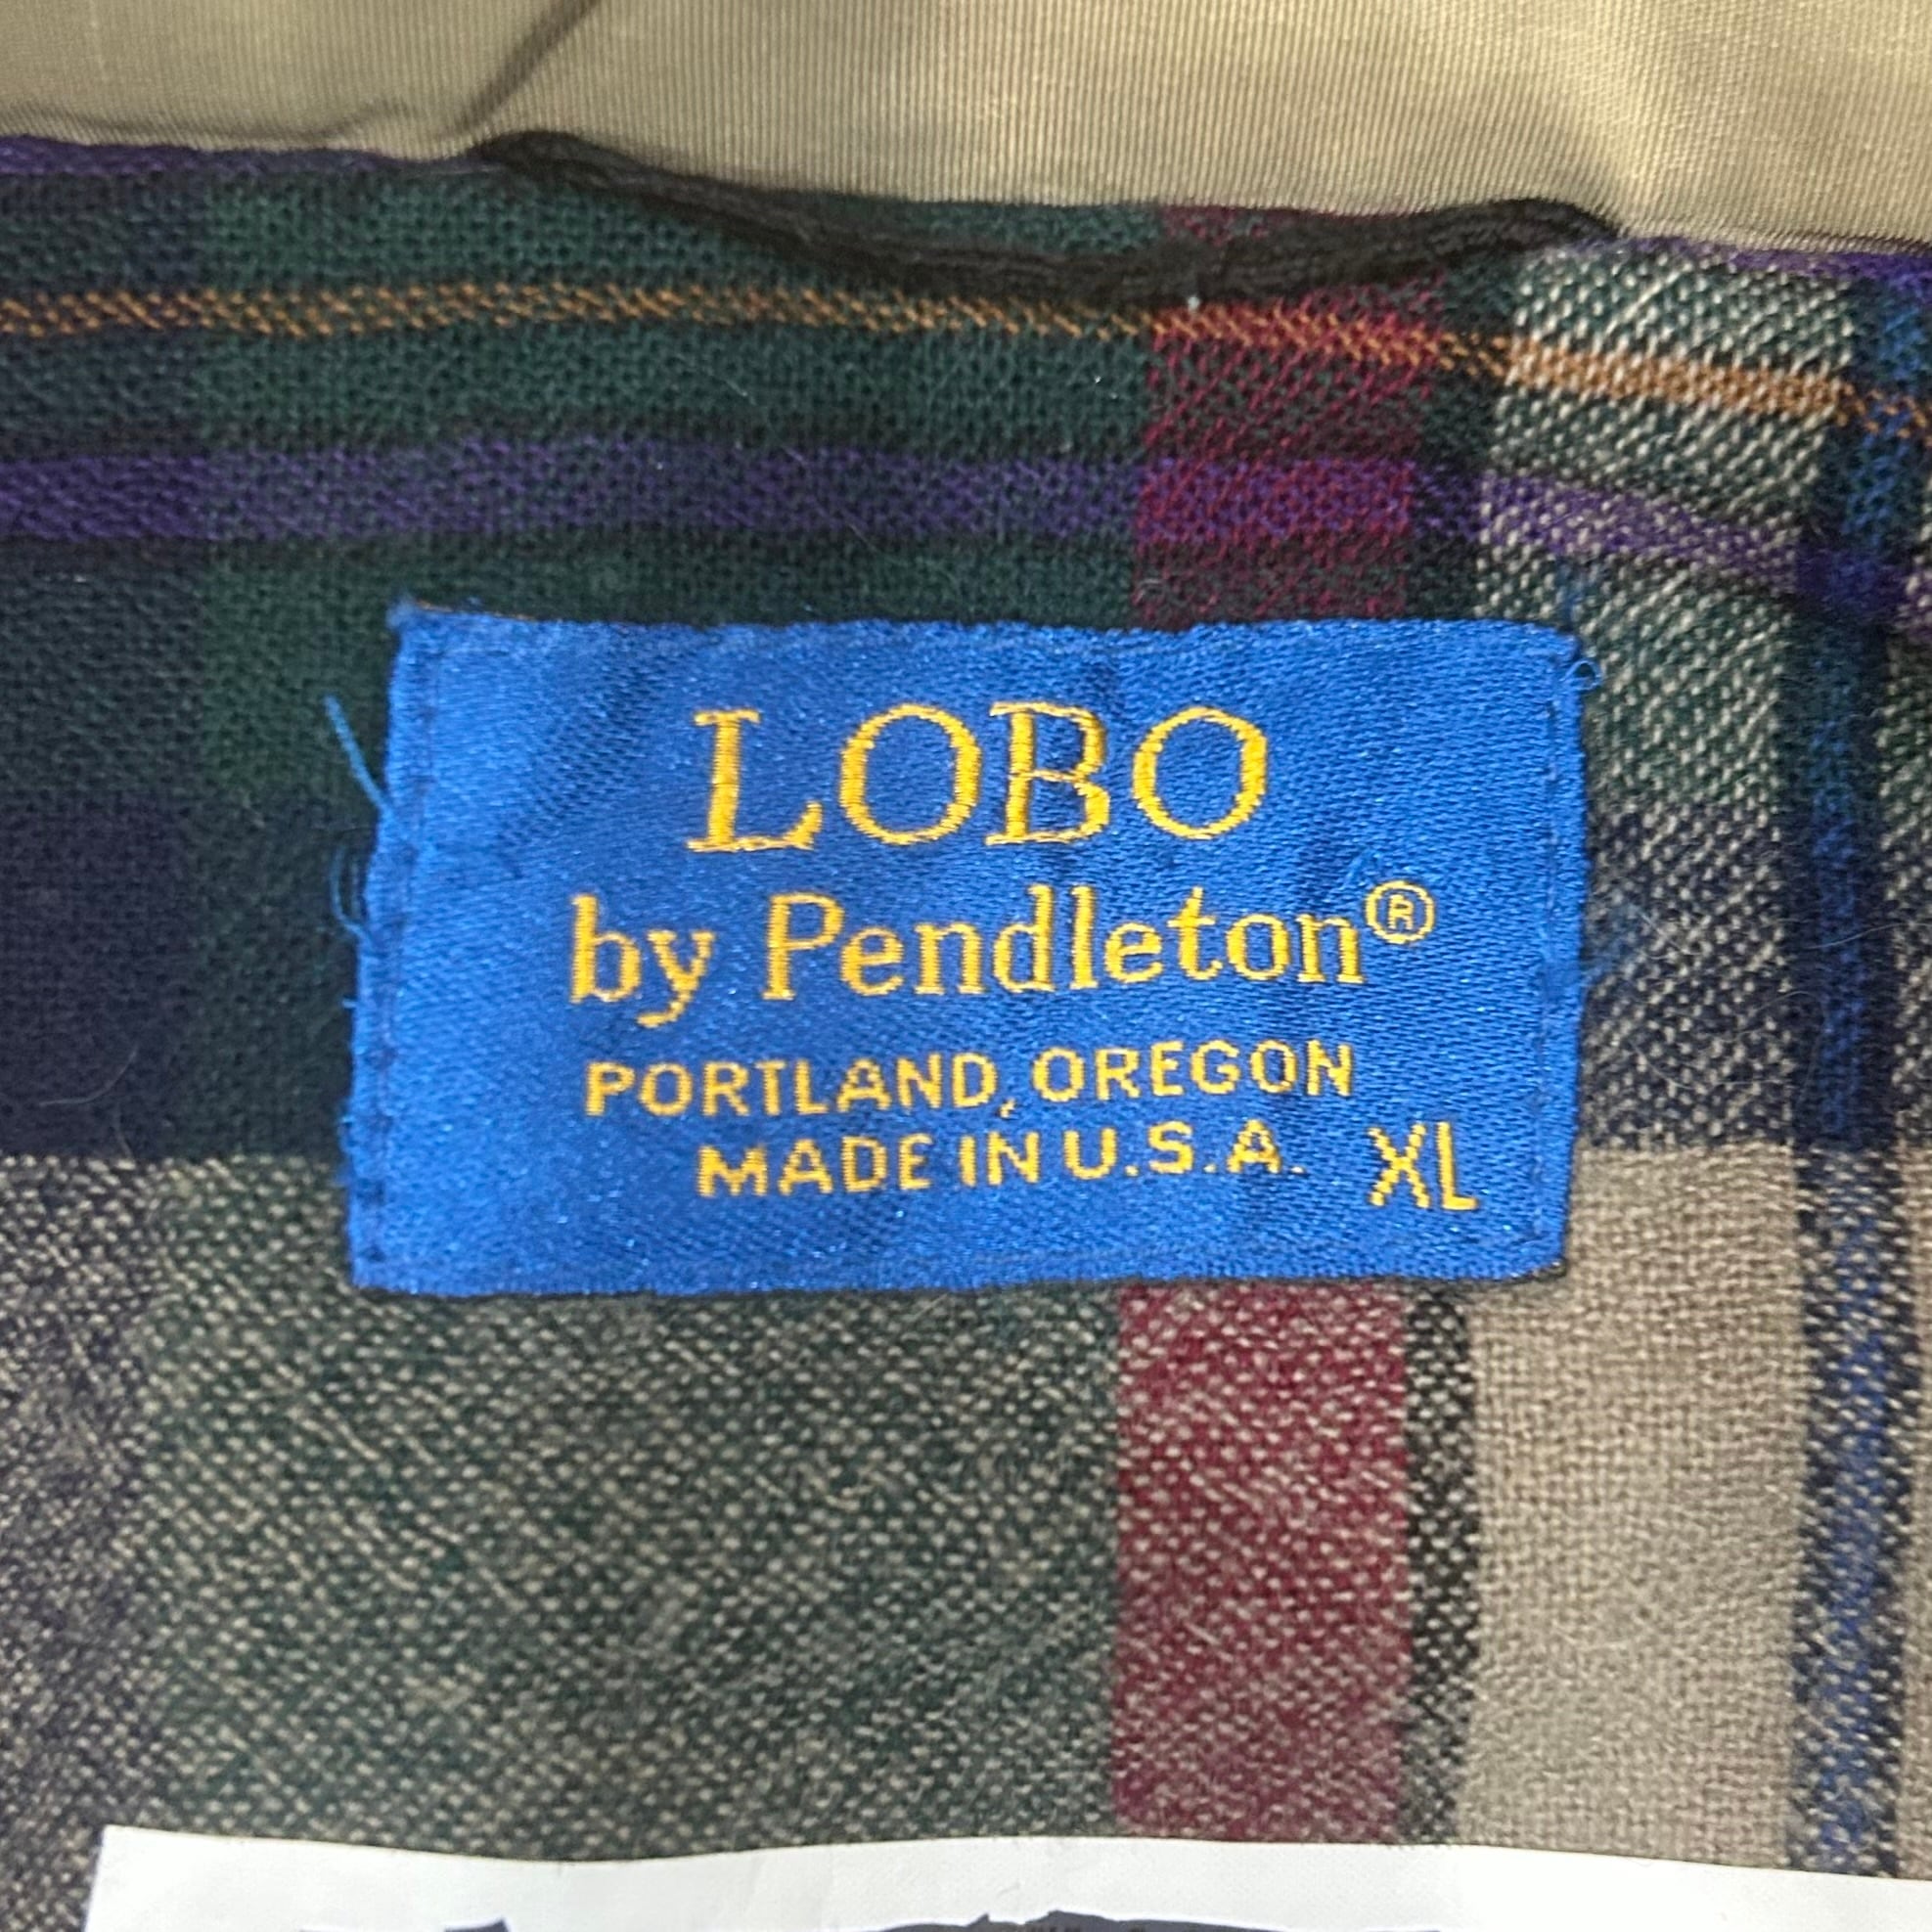 LOBO
by Pendleton®
PORTLAND, OREGON
MADE IN U.S.A. XL